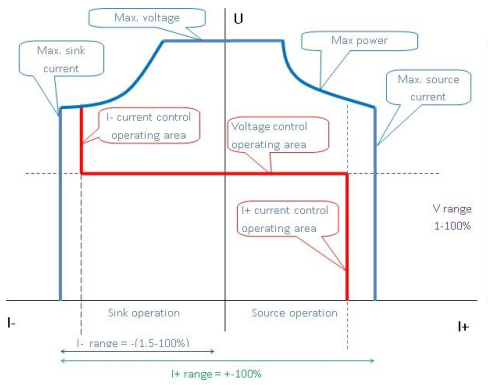 Max. voltage
U
Max power
Max. sink
current
Max. source
current
I- current control
operating area
Voltage control
operating area
I+ current control
operating area
V range
1-100%
Sink operation
Source operation
I-
I+
I- range = -(1.5-100%)
I+ range = +-100%